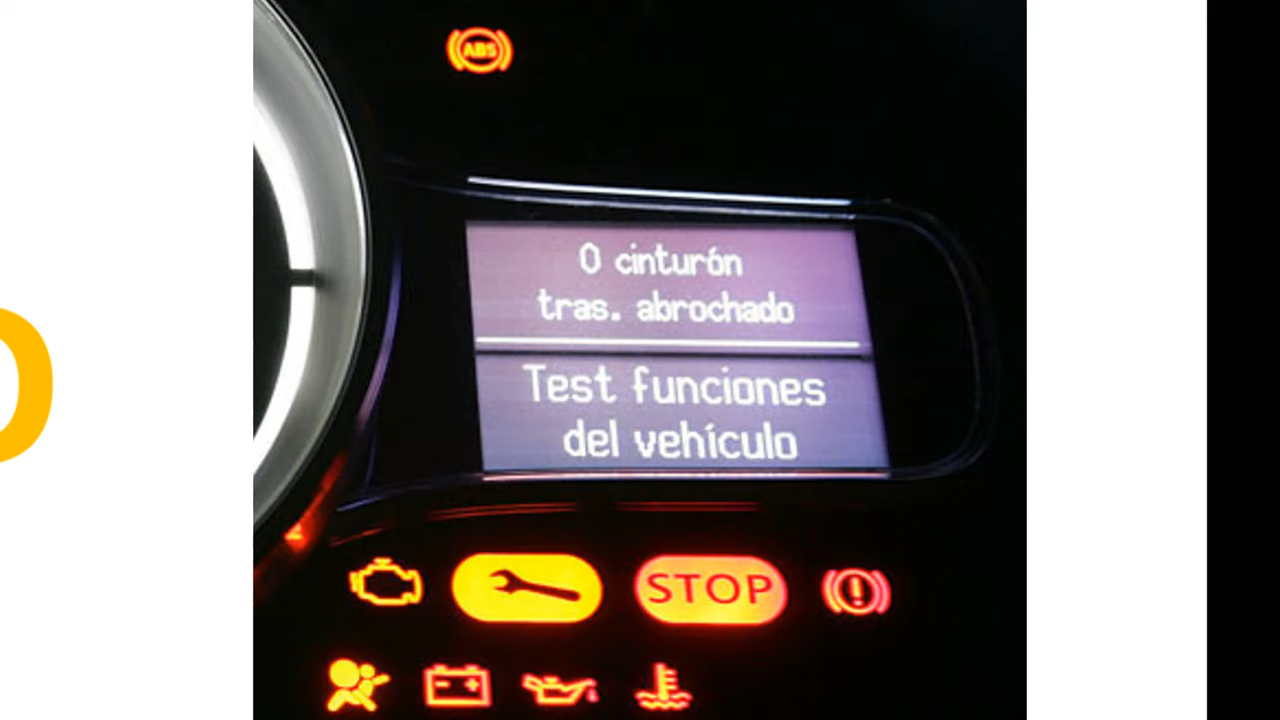 ABS
0 cinturón
tras. abrochado
Test funciones
del vehículo
STOP